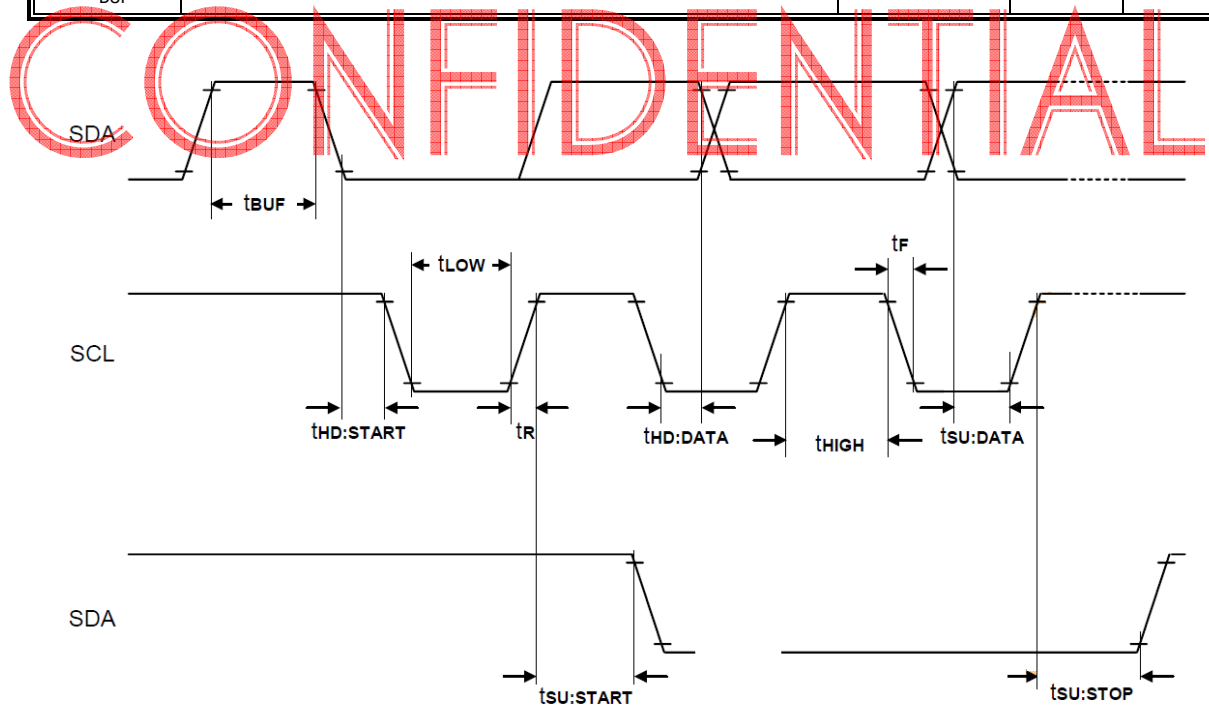 BUF
CONFIDENTIAL
SDA
tBUF
tF
tLOW
SCL
tHD:START
tR
tHD:DATA
tHIGH
tSU:DATA
SDA
tSU:START
tSU:STOP